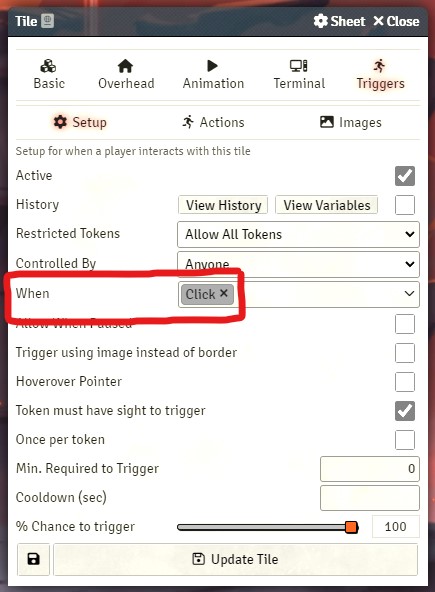 Tile Sheet Close
Basic Overhead Animation Terminal Triggers
Setup Actions Images
Setup for when a player interacts with this tile
Active
History View History View Variables
Restricted Tokens Allow All Tokens
Controlled By Anyone
When Click ×
Allow When Paused
Trigger using image instead of border
Hoverover Pointer
Token must have sight to trigger
Once per token
Min. Required to Trigger 0
Cooldown (sec)
% Chance to trigger 100
Update Tile